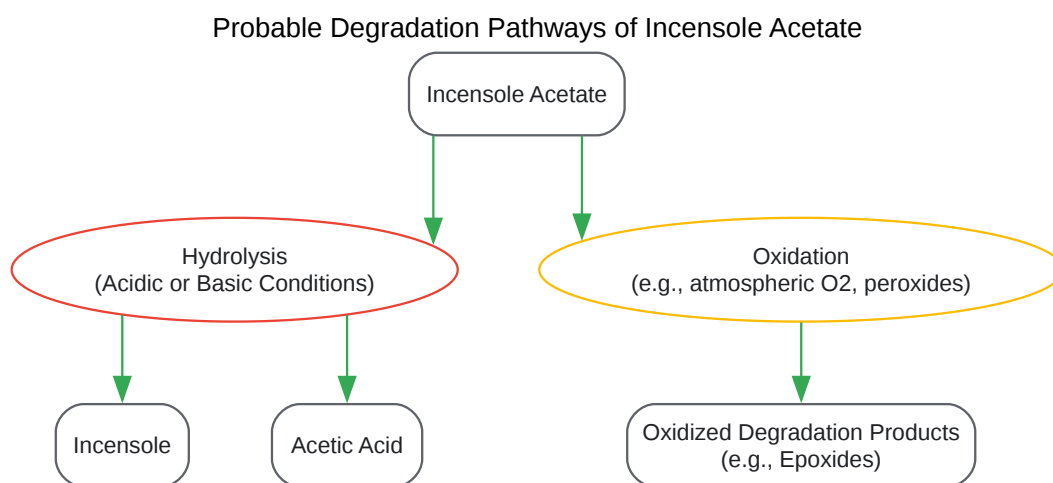 Probable Degradation Pathways of Incensole Acetate
Incensole Acetate
Hydrolysis
(Acidic or Basic Conditions)
Oxidation
(e.g., atmospheric O2, peroxides)
Incensole
Acetic Acid
Oxidized Degradation Products
(e.g., Epoxides)